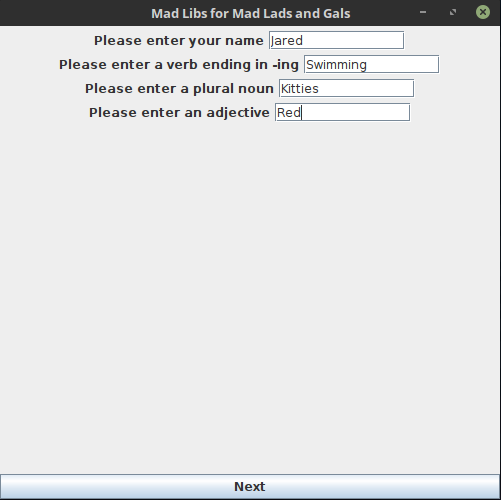 Mad Libs for Mad Lads and Gals
Please enter your name Jared
Please enter a verb ending in -ing Swimming
Please enter a plural noun Kitties
Please enter an adjective Red
Next